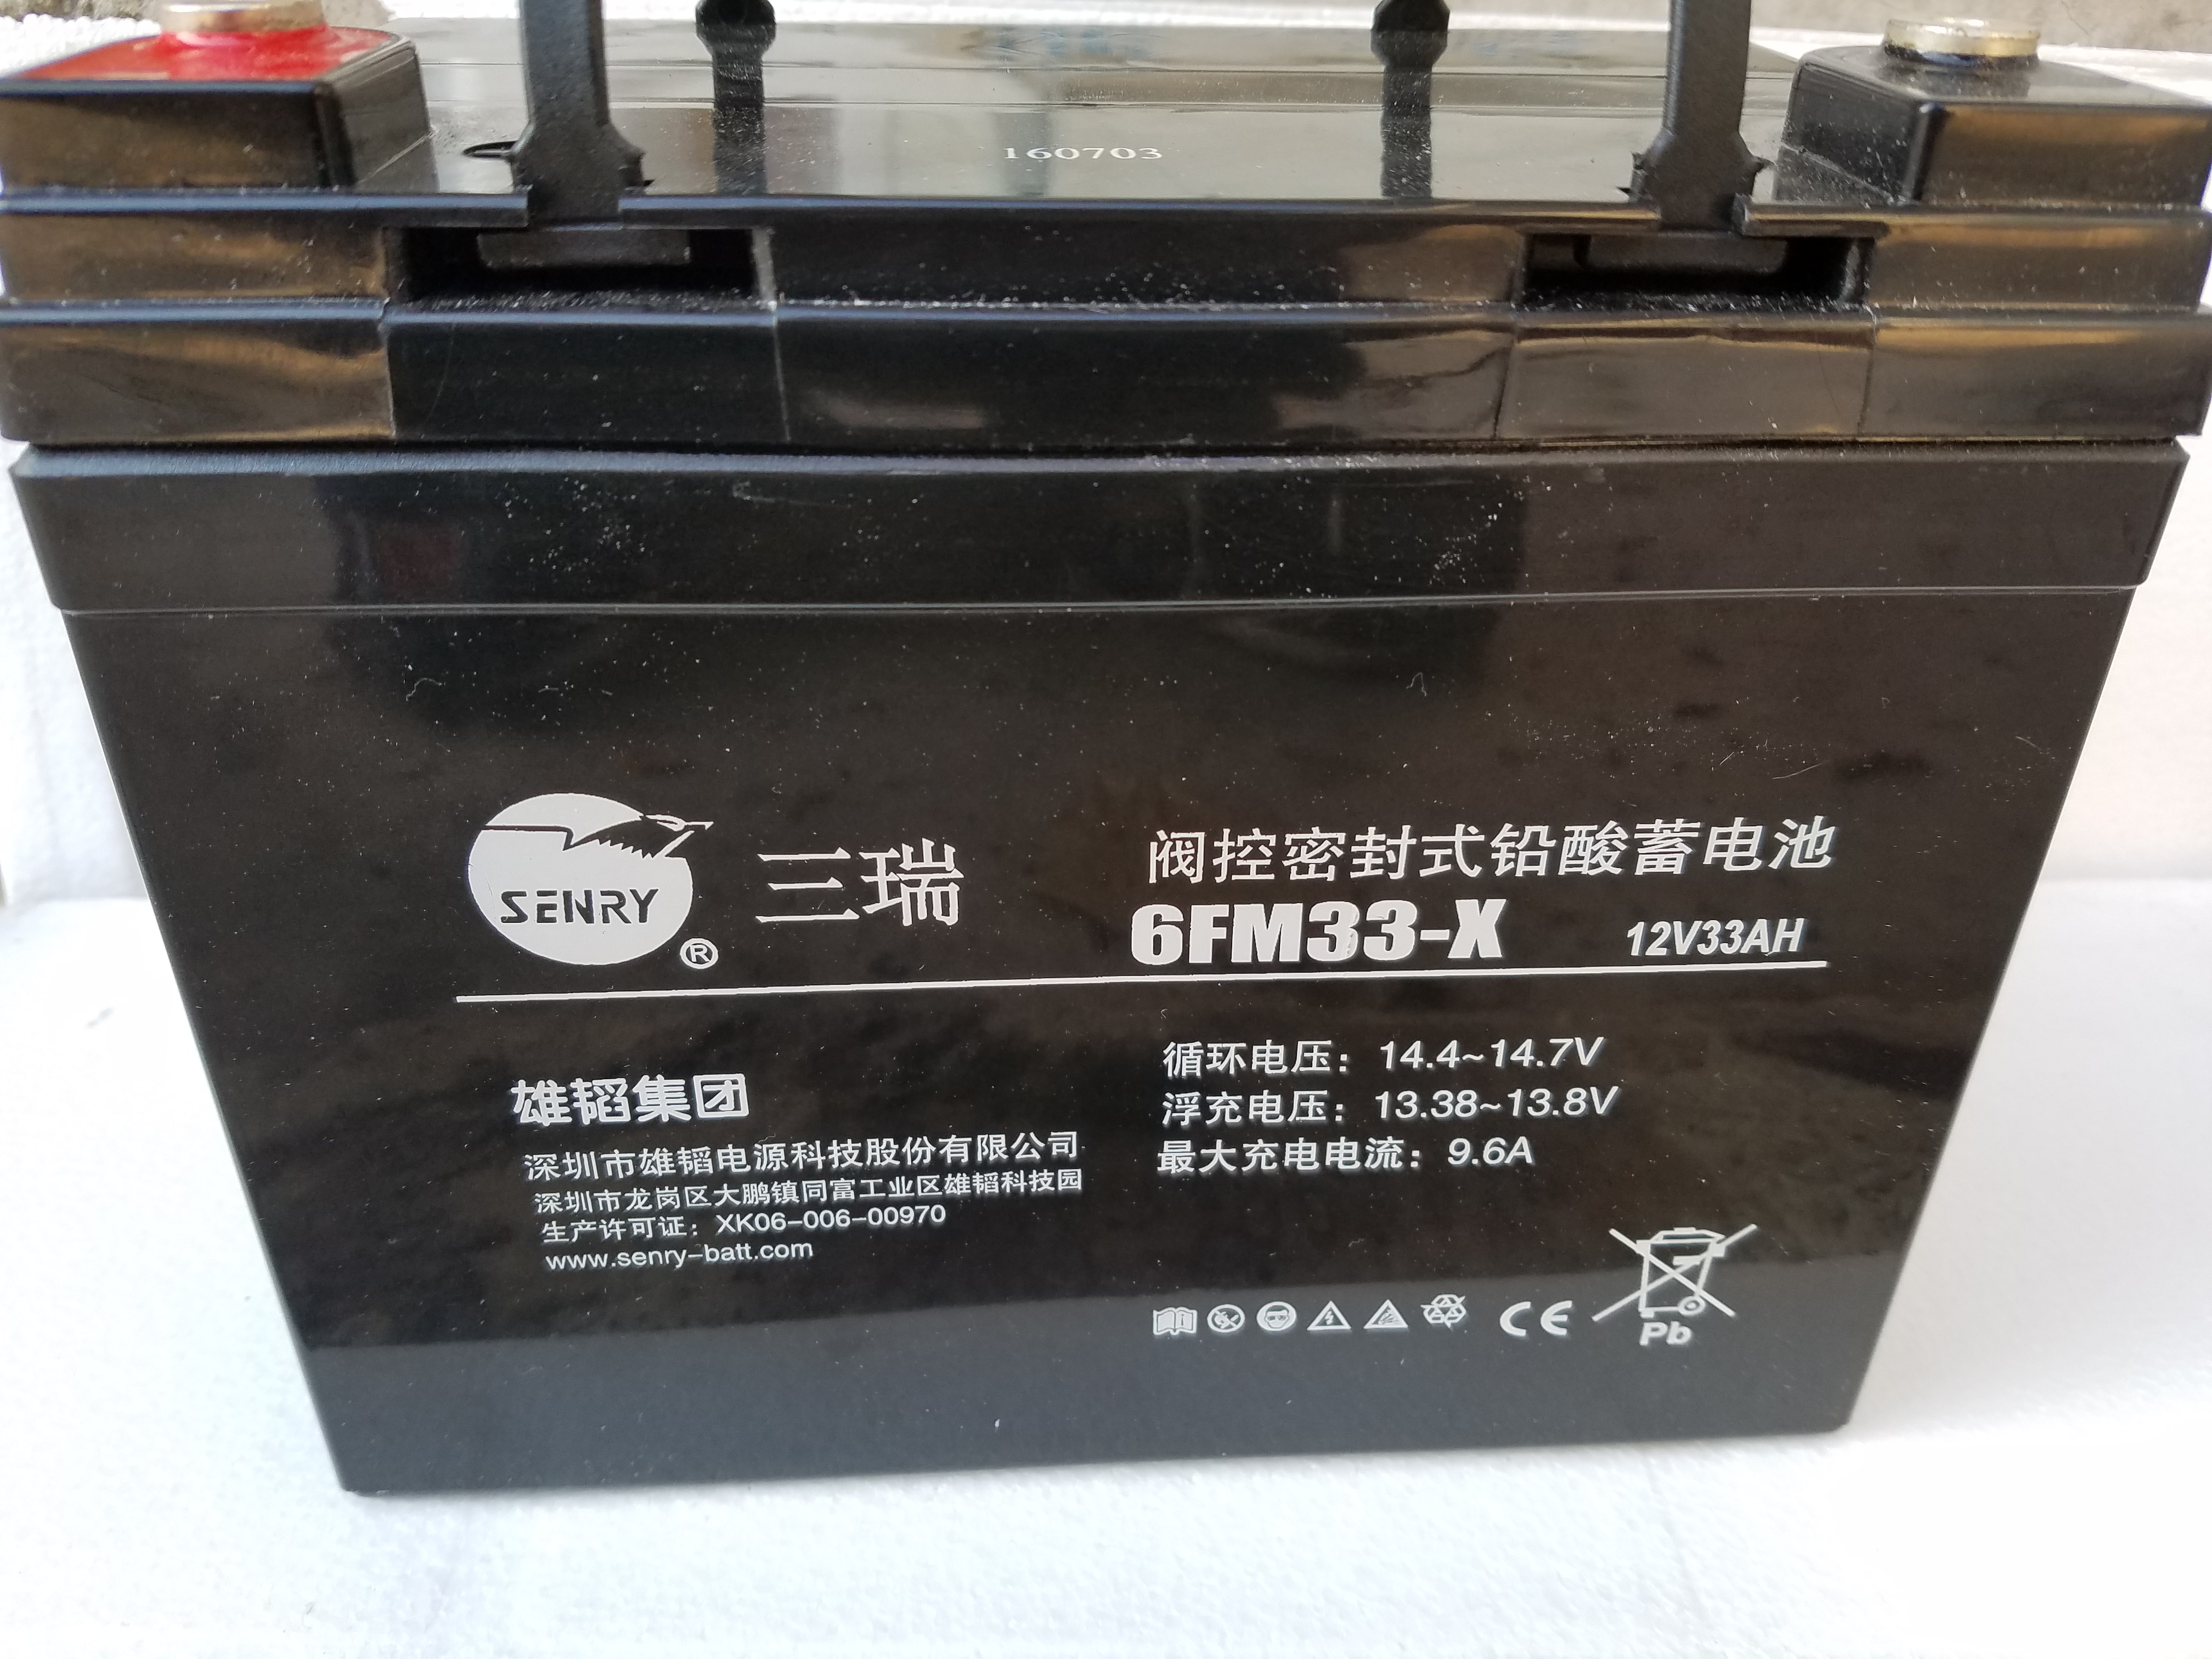 160703
SENRY
®
三瑞
阀控密封式铅酸蓄电池
6FM33-X 12V33AH
雄韬集团
深圳市雄韬电源科技股份有限公司
深圳市龙岗区大鹏镇同富工业区雄韬科技园
生产许可证：XK06-006-00970
www.senry-batt.com
循环电压：14.4~14.7V
浮充电压：13.38~13.8V
最大充电电流：9.6A
CE
Pb